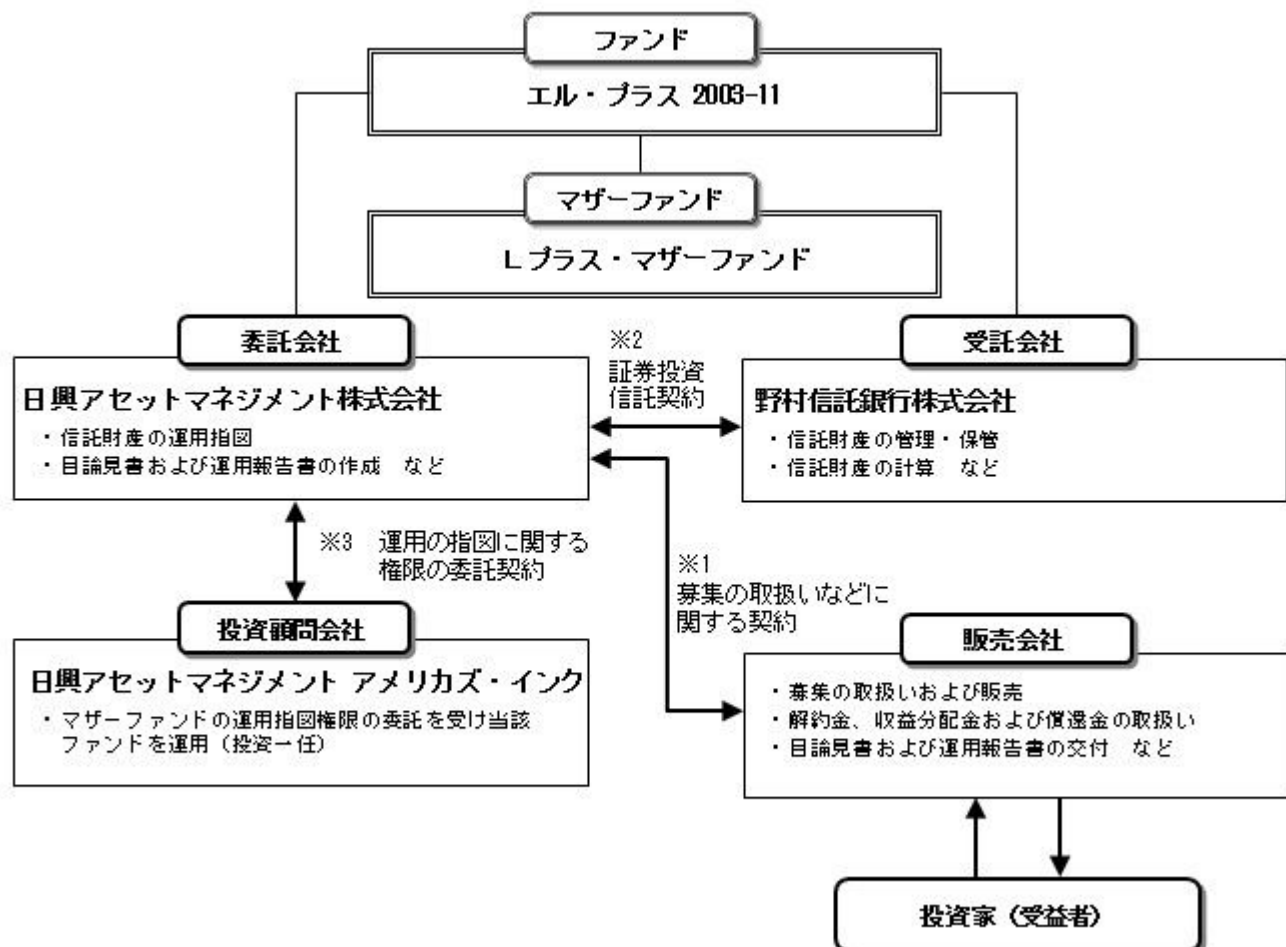 ファンド
エル・プラス 2003-11
マザーファンド
Lプラス・マザーファンド
委託会社
日興アセットマネジメント株式会社
・信託財産の運用指図
・目論見書および運用報告書の作成 など
※2
証券投資
信託契約
受託会社
野村信託銀行株式会社
・信託財産の管理・保管
・信託財産の計算 など
※3 運用の指図に関する
権限の委託契約
※1
募集の取扱いなどに
関する契約
投資顧問会社
日興アセットマネジメント アメリカズ・インク
・マザーファンドの運用指図権限の委託を受け当該
ファンドを運用（投資一任）
販売会社
・募集の取扱いおよび販売
・解約金、収益分配金および償還金の取扱い
・目論見書および運用報告書の交付 など
投資家（受益者）